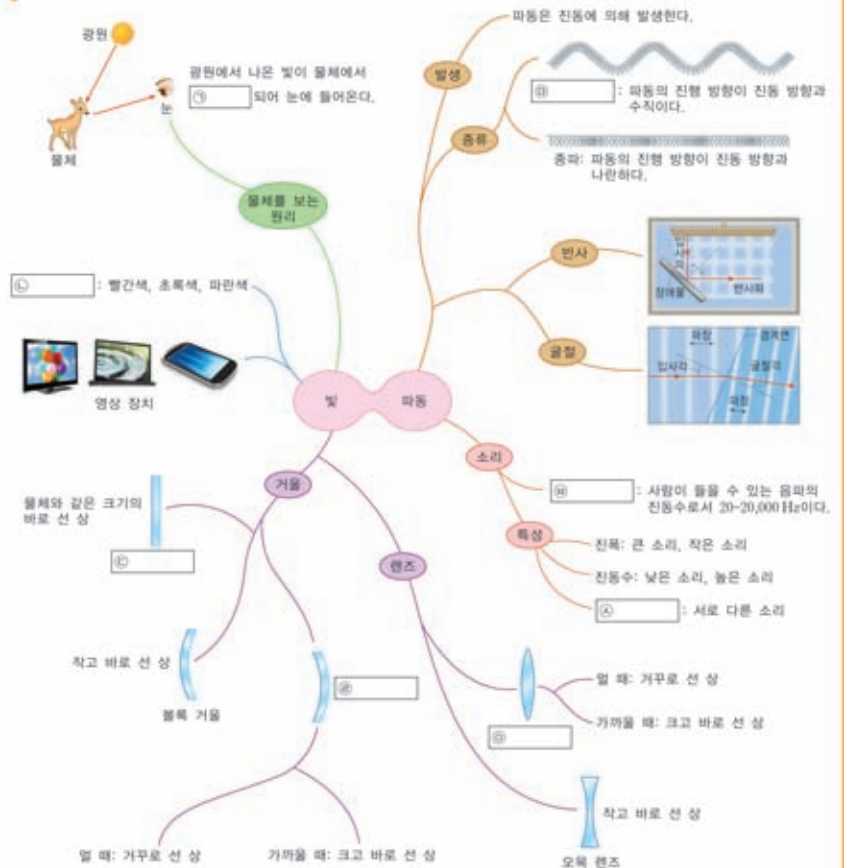 광원
물체
눈
광원에서 나온 빛이 물체에서
㉠ 되어 눈에 들어온다.
물체를 보는
원리
㉡ : 빨간색, 초록색, 파란색
영상 장치
빛
파동
발생
파동은 진동에 의해 발생한다.
종류
㉤ : 파동의 진행 방향이 진동 방향과
수직이다.
종파: 파동의 진행 방향이 진동 방향과
나란하다.
반사
입사파
장애물
반사파
굴절
파장
경계면
입사각
굴절각
파장
소리
㉥ : 사람이 들을 수 있는 음파의
진동수로서 20~20,000 Hz이다.
특성
진폭: 큰 소리, 작은 소리
진동수: 낮은 소리, 높은 소리
㉦ : 서로 다른 소리
거울
물체와 같은 크기의
바로 선 상
㉢
작고 바로 선 상
볼록 거울
㉣
멀 때: 거꾸로 선 상
가까울 때: 크고 바로 선 상
렌즈
멀 때: 거꾸로 선 상
가까울 때: 크고 바로 선 상
작고 바로 선 상
오목 렌즈